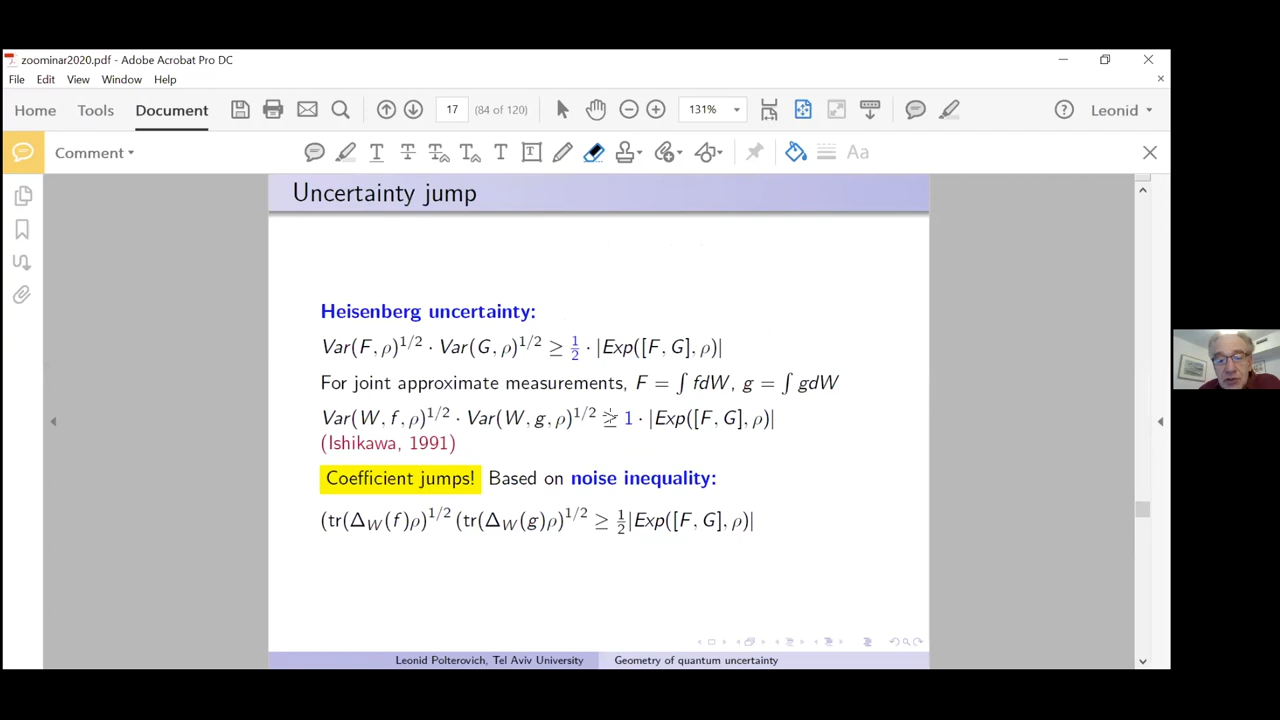 zoominar2020.pdf - Adobe Acrobat Pro DC
File Edit View Window Help
Home Tools Document 17 (84 of 120) 131% Leonid
Comment
Uncertainty jump
Heisenberg uncertainty:
Var(F, ρ)^{1/2} · Var(G, ρ)^{1/2} ≥ 1/2 · |Exp([F, G], ρ)|
For joint approximate measurements, F = ∫ fdW, g = ∫ gdW
Var(W, f, ρ)^{1/2} · Var(W, g, ρ)^{1/2} ≥ 1 · |Exp([F, G], ρ)|
(Ishikawa, 1991)
Coefficient jumps! Based on noise inequality:
(tr(Δ_W(f)ρ)^{1/2} (tr(Δ_W(g)ρ)^{1/2} ≥ 1/2|Exp([F, G], ρ)|
Leonid Polterovich, Tel Aviv University Geometry of quantum uncertainty